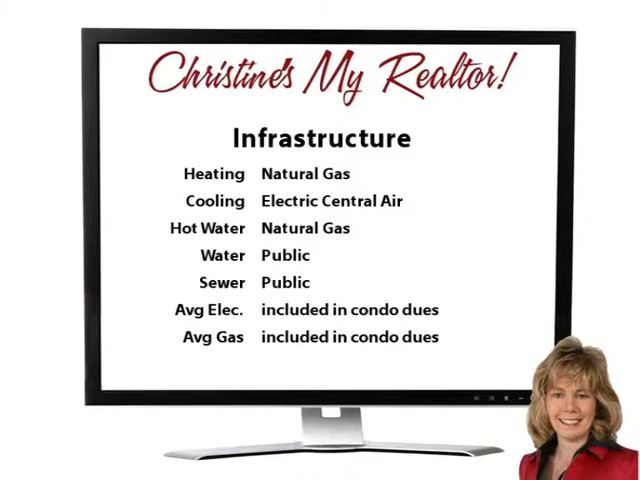 Christine's My Realtor!
Infrastructure
Heating Natural Gas
Cooling Electric Central Air
Hot Water Natural Gas
Water Public
Sewer Public
Avg Elec. included in condo dues
Avg Gas included in condo dues